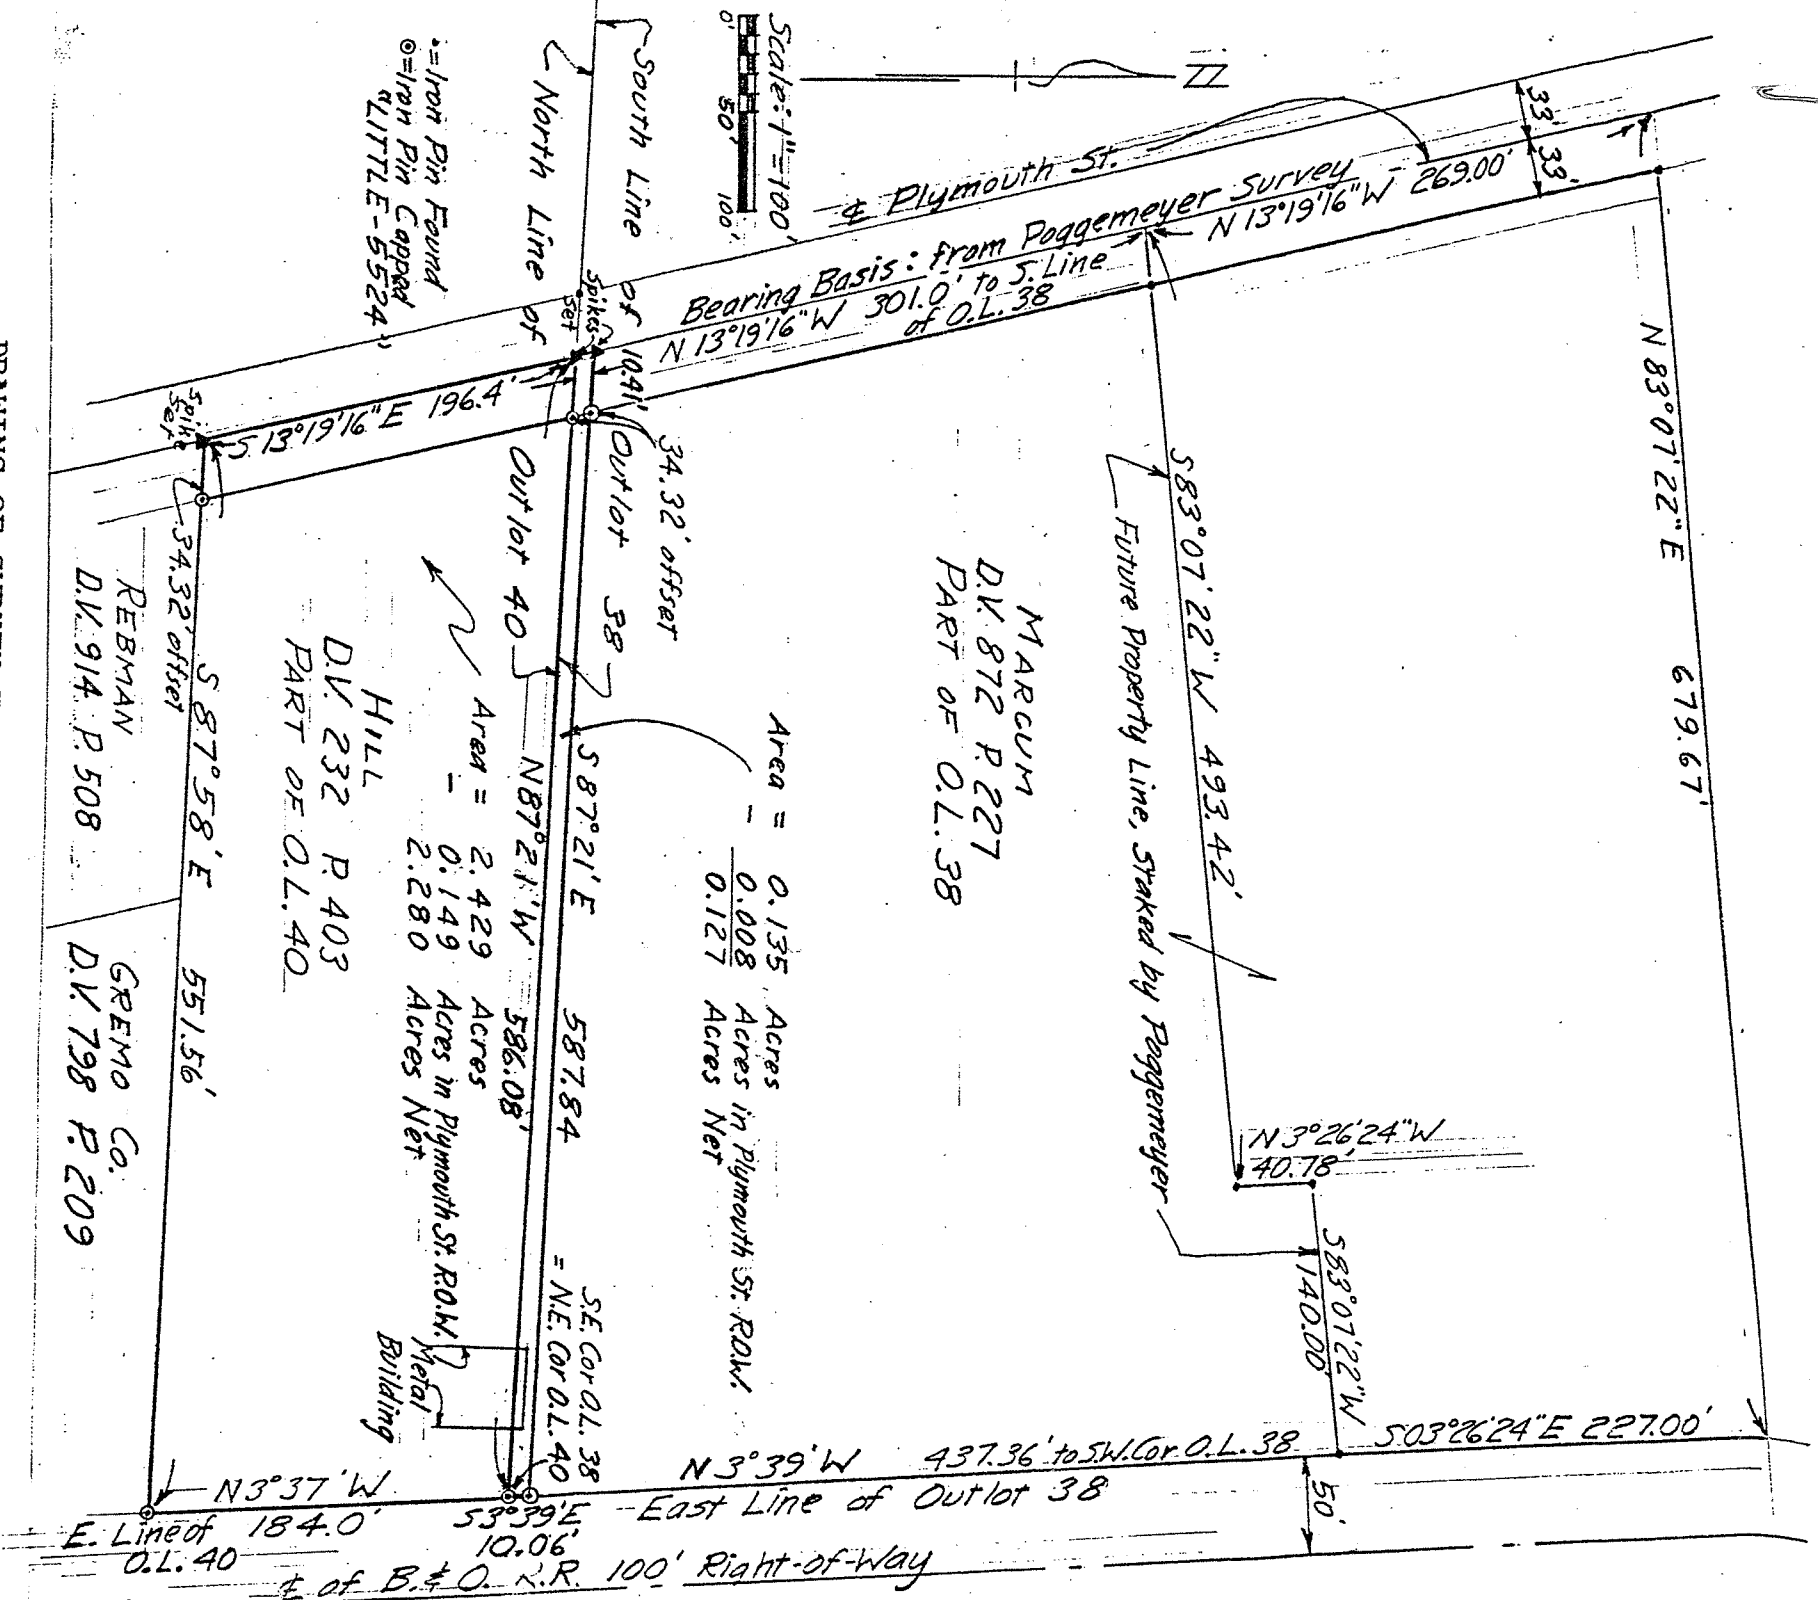 Scale: 1"=100'
0' 50' 100'
N
South Line of Outlot 38
North Line of Outlot 40
•=Iron Pin Found
⊙=Iron Pin Capped
"LITTLE-5524"
℄ Plymouth St.
33'
33'
Bearing Basis: from Poggemeyer Survey
N 13°19'16"W 269.00'
N 13°19'16"W 301.0' to S. Line
of O.L. 38
Spikes
set
10.41'
34.32' offset
S 13°19'16"E 196.4'
Spike
set
34.32' offset
N 83°07'22"E 679.67'
S83°07'22"W 493.42'
Future Property Line, Staked by Poggemeyer
N 3°26'24"W
40.78'
S83°07'22"W
140.00'
S03°26'24"E 227.00'
MARCUM
D.V. 872 P. 227
PART OF O.L. 38
Area = 0.135 Acres
- 0.008 Acres in Plymouth St. R.O.W.
0.127 Acres Net
S 87°21'E 587.84
N87°21'W 586.08'
Area = 2.429 Acres
- 0.149 Acres in Plymouth St. R.O.W.
2.280 Acres Net
HILL
D.V. 232 P. 403
PART OF O.L. 40
S.E. Cor O.L. 38
= N.E. Cor O.L. 40
Metal
Building
S 87°58'E 551.56'
REBMAN
D.V. 914 P. 508
GREMO CO.
D.V. 798 P. 209
N 3°39'W 437.36' to S.W. Cor. O.L. 38
East Line of Outlot 38
50'
N 3°37'W
184.0'
E. Line of
O.L. 40
S3°39'E
10.06'
℄ of B. & O. R.R. 100' Right-of-Way